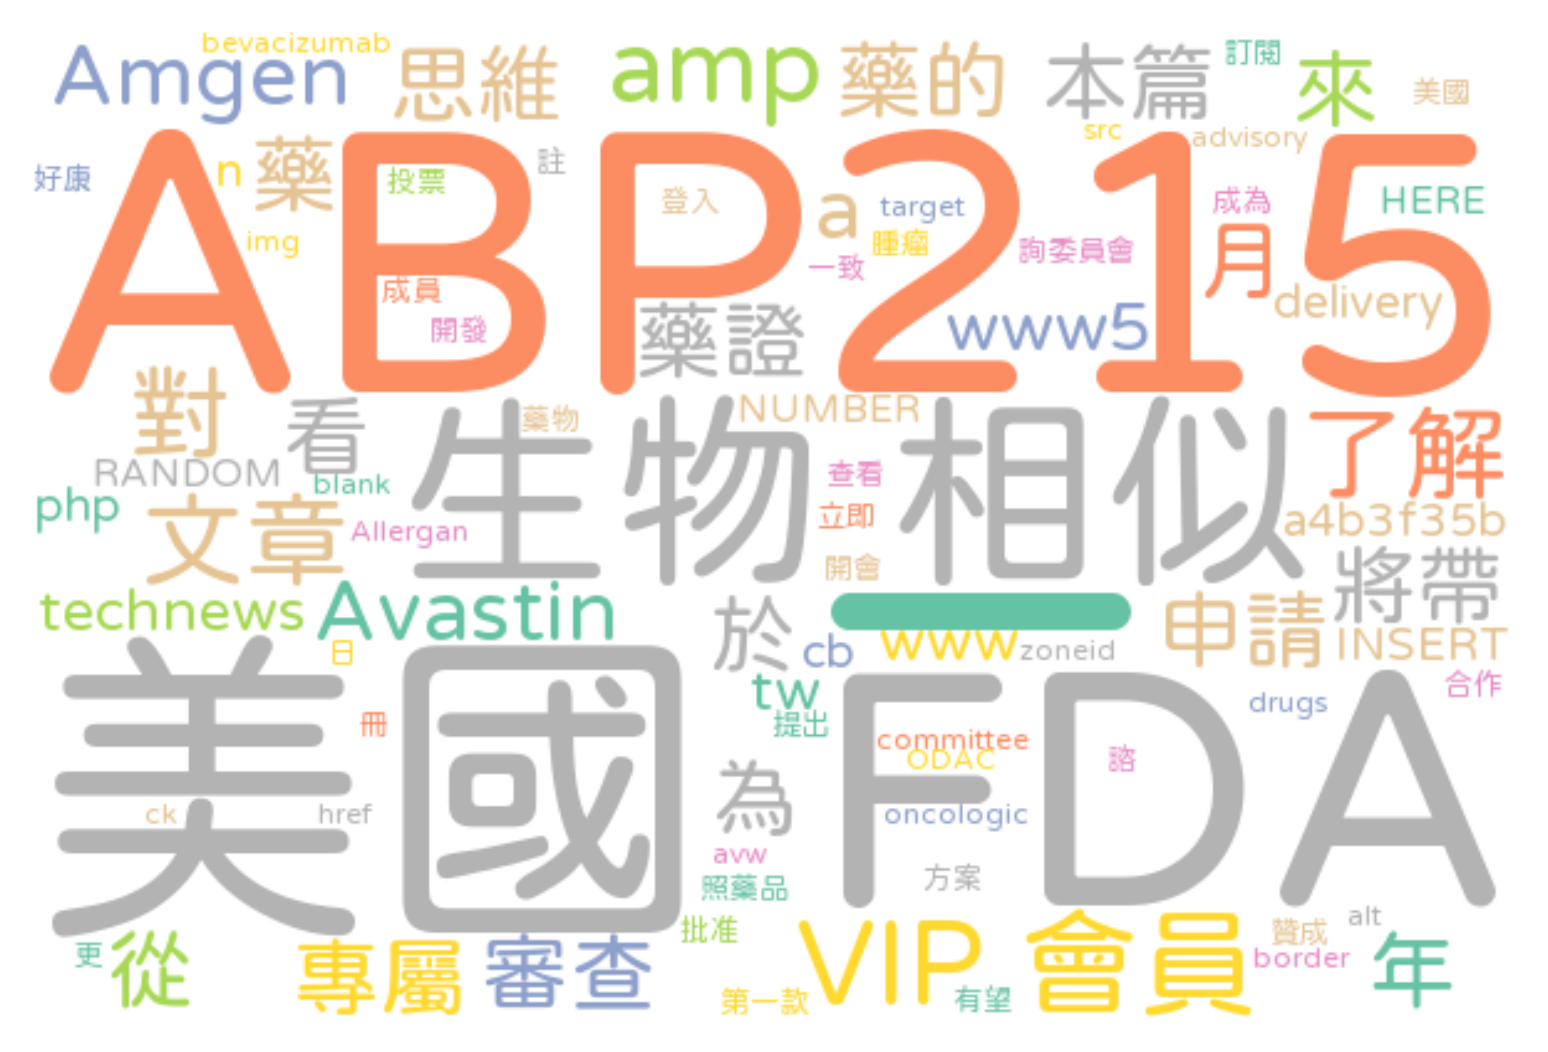 bevacizumab
Amgen
思維
amp
藥的
本篇
訂閱
來
美國
src
advisory
好康
n
藥
投票
註
登入
a
target
腫瘤
一致
詢委員會
成為
月
HERE
img
ABP215
成員
開發
藥證
www5
delivery
對
看
藥物
NUMBER
了解
RANDOM
blank
php
文章
Allergan
生物相似
查看
立即
開會
a4b3f35b
將帶
technews
Avastin
於
cb
www
zoneid
申請
INSERT
日
tw
提出
合作
drugs
冊
committee
ODAC
諮
美國FDA
ck
href
為
oncologic
avw
照藥品
方案
更
從
專屬
審查
批准
VIP
會員
贊成
alt
border
年
第一款
有望